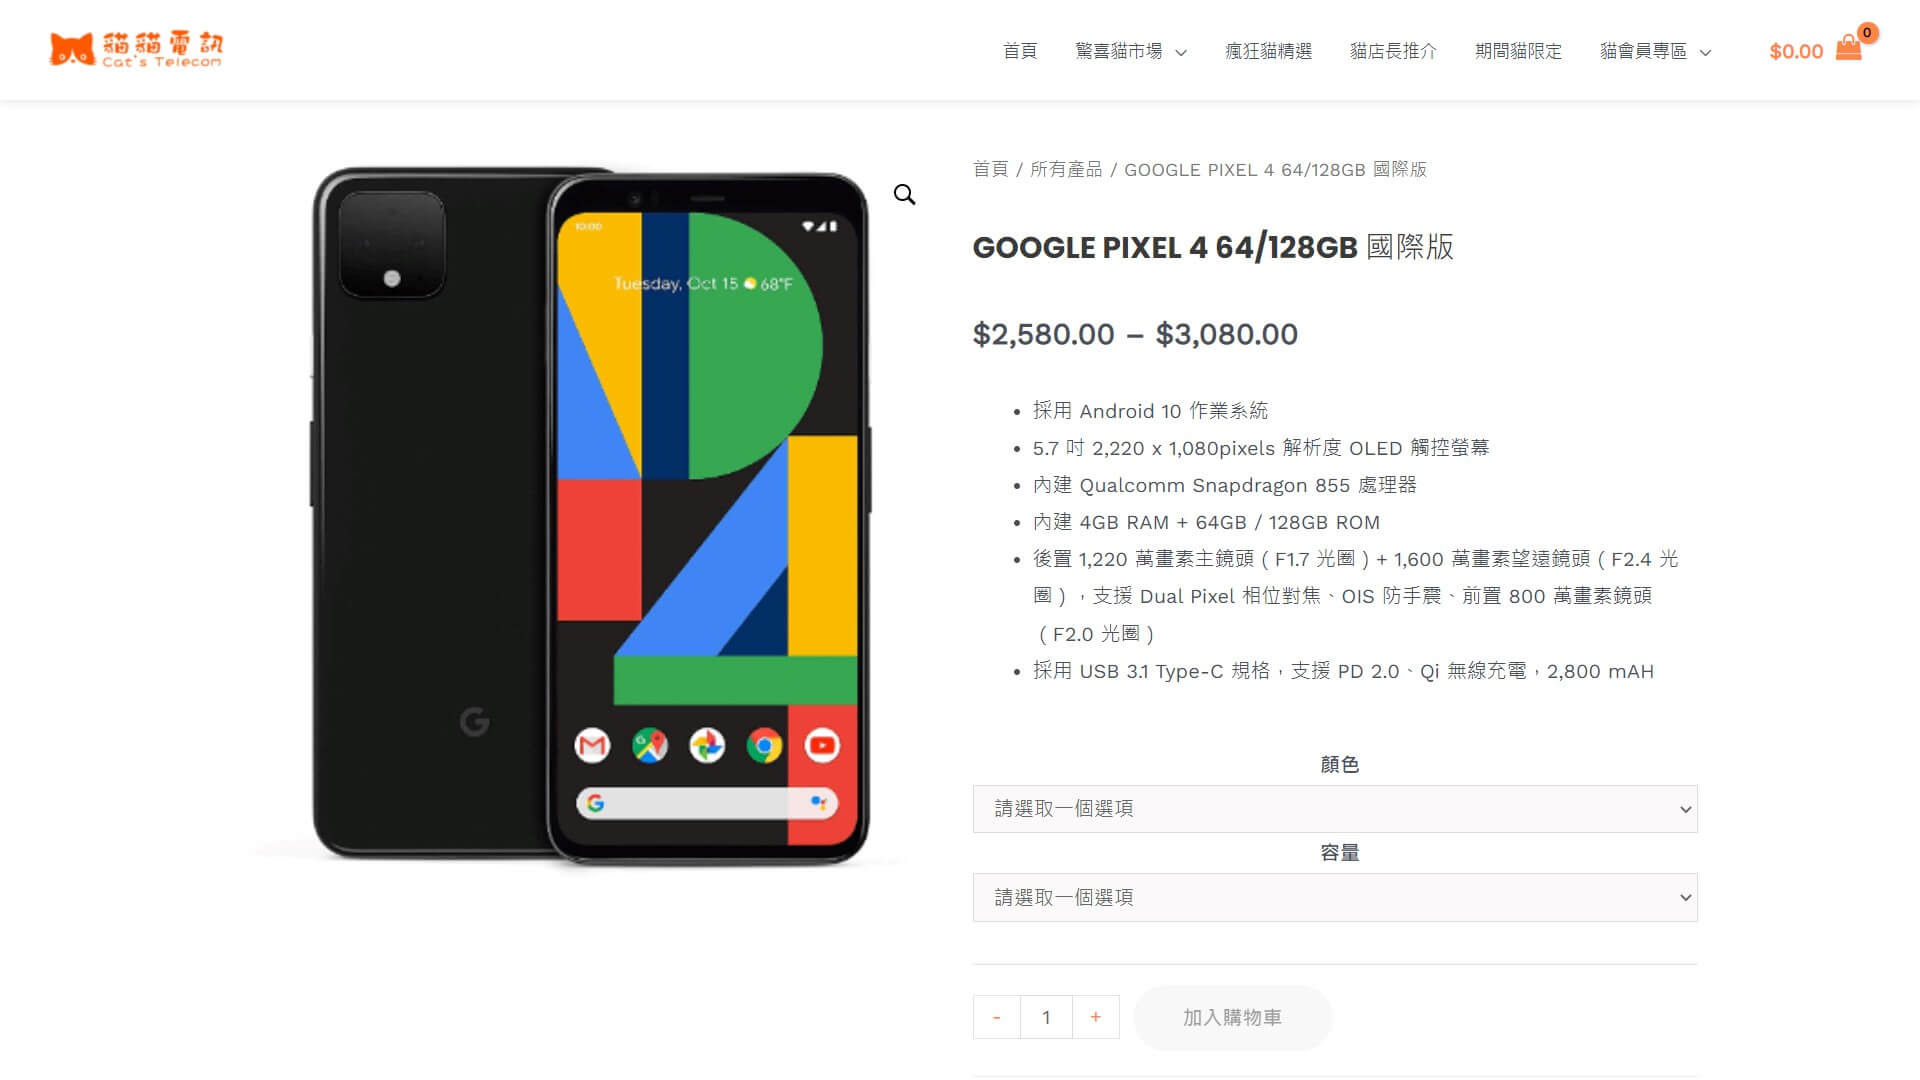 貓貓電訊
Cat's Telecom
首頁
驚喜貓市場
瘋狂貓精選
貓店長推介
期間貓限定
貓會員專區
$0.00
0
10:00
Tuesday, Oct 15 68°F
首頁 / 所有產品 / GOOGLE PIXEL 4 64/128GB 國際版
GOOGLE PIXEL 4 64/128GB 國際版
$2,580.00 – $3,080.00
採用 Android 10 作業系統
5.7 吋 2,220 x 1,080pixels 解析度 OLED 觸控螢幕
內建 Qualcomm Snapdragon 855 處理器
內建 4GB RAM + 64GB / 128GB ROM
後置 1,220 萬畫素主鏡頭 ( F1.7 光圈 ) + 1,600 萬畫素望遠鏡頭 ( F2.4 光
圈 ) ，支援 Dual Pixel 相位對焦、OIS 防手震、前置 800 萬畫素鏡頭
( F2.0 光圈 )
採用 USB 3.1 Type-C 規格，支援 PD 2.0、Qi 無線充電，2,800 mAH
顏色
請選取一個選項
容量
請選取一個選項
- 1 +
加入購物車